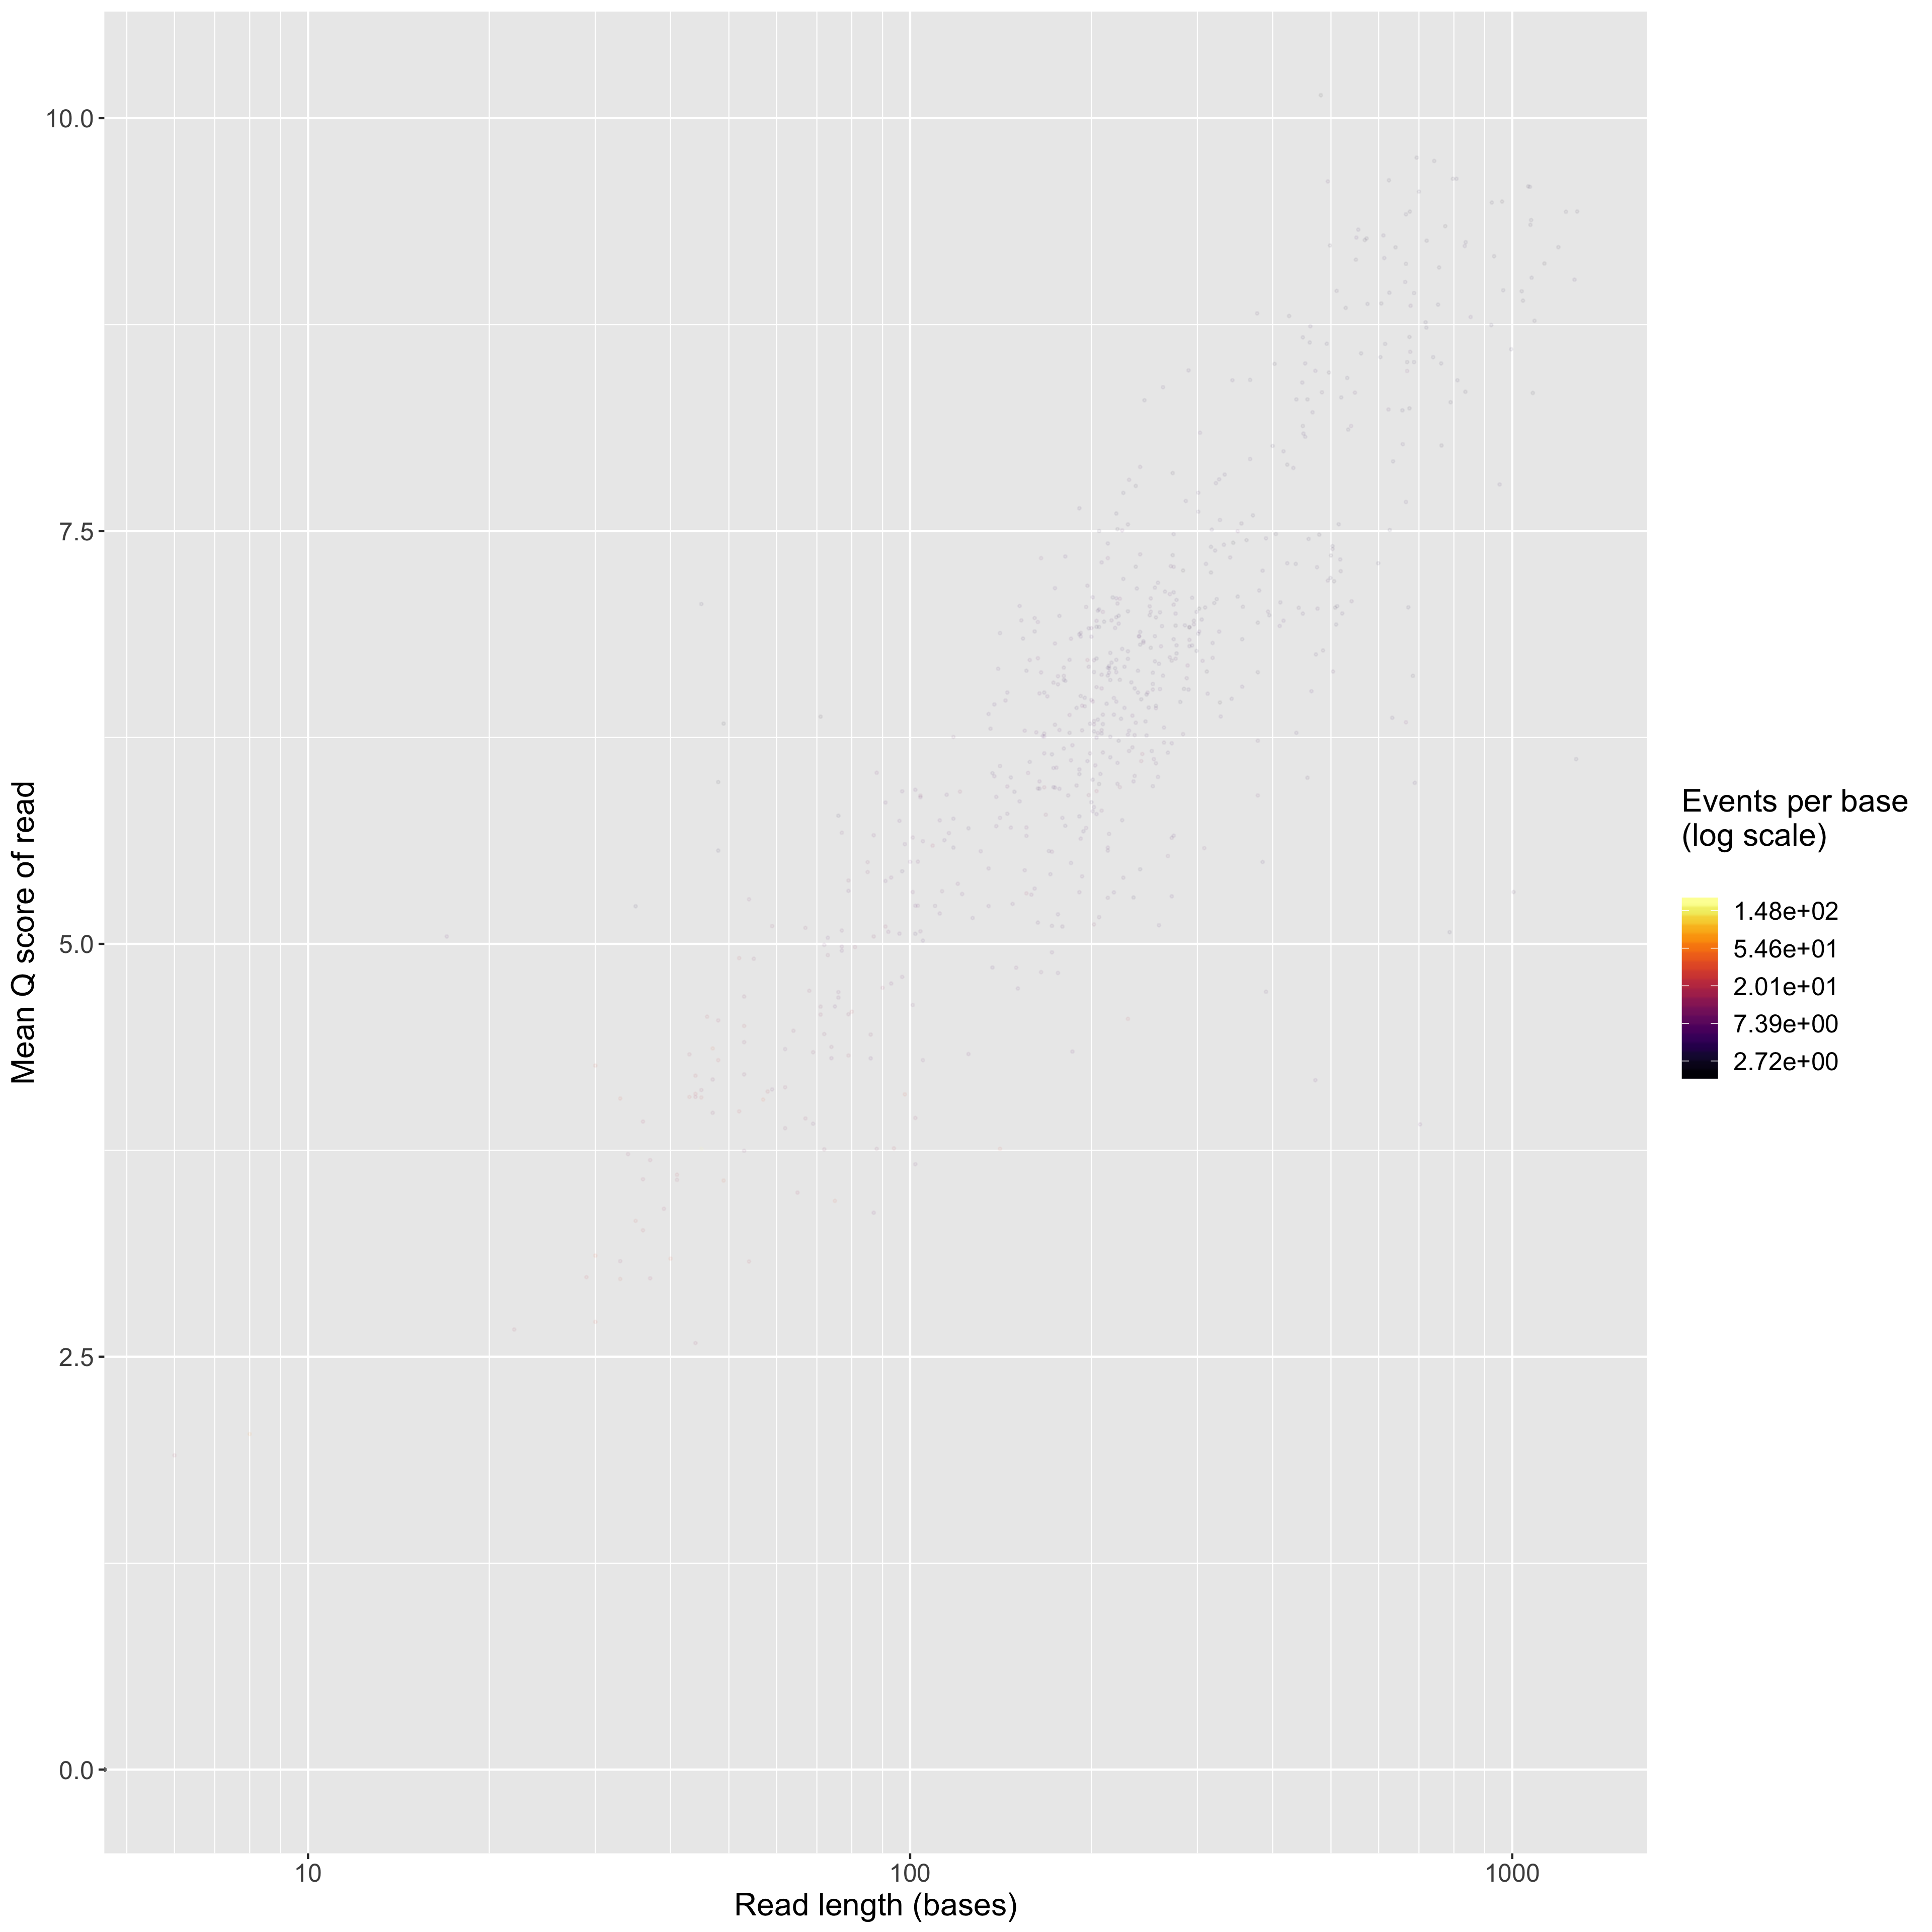 10.0
7.5
5.0
2.5
0.0
Mean Q score of read
10
100
1000
Read length (bases)
Events per base
(log scale)
1.48e+02
5.46e+01
2.01e+01
7.39e+00
2.72e+00